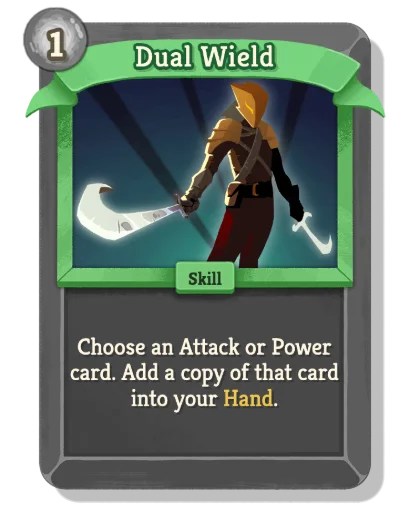 1
Dual Wield
Skill
Choose an Attack or Power
card. Add a copy of that card
into your Hand.